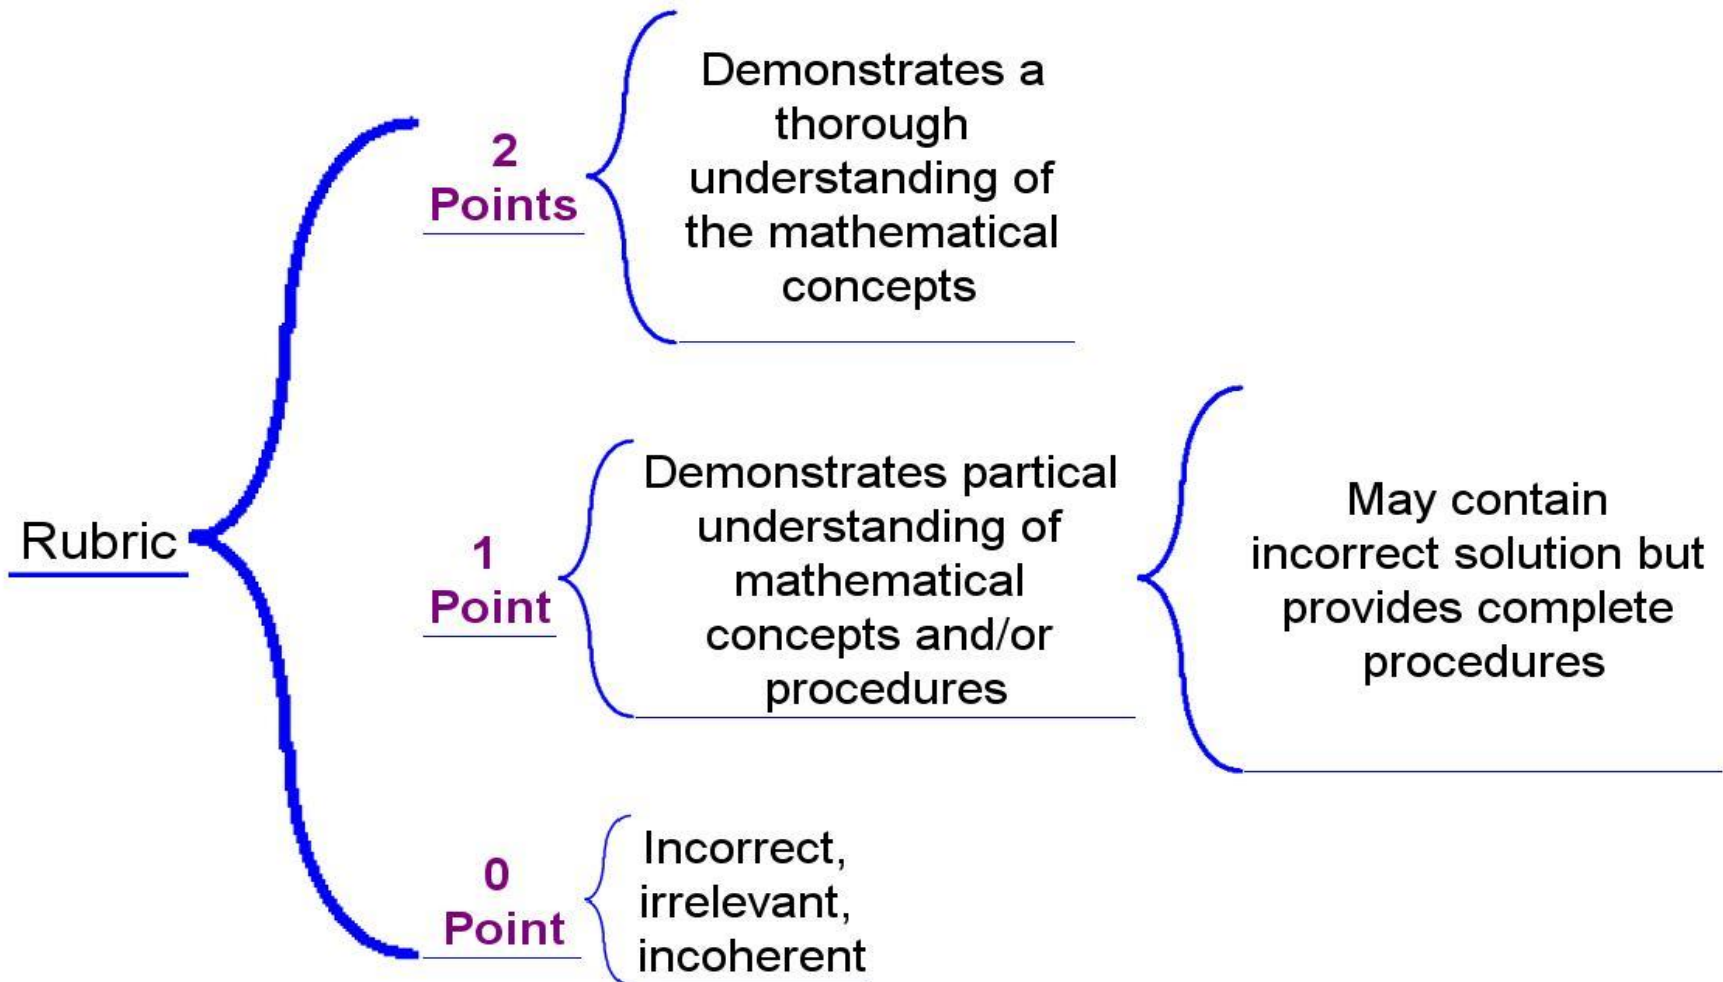 Rubric
2
Points
Demonstrates a
thorough
understanding of
the mathematical
concepts
1
Point
Demonstrates partical
understanding of
mathematical
concepts and/or
procedures
May contain
incorrect solution but
provides complete
procedures
0
Point
Incorrect,
irrelevant,
incoherent